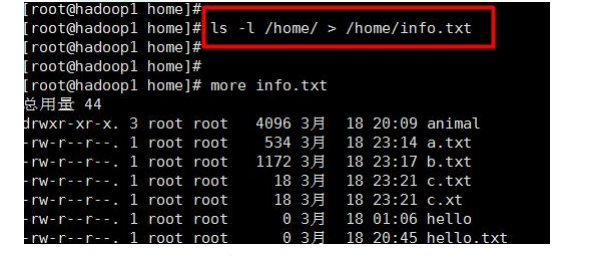 [root@hadoop1 home]#
[root@hadoop1 home]# ls -l /home/ > /home/info.txt
[root@hadoop1 home]#
[root@hadoop1 home]#
[root@hadoop1 home]# more info.txt
总用量 44
drwxr-xr-x. 3 root root 4096 3月 18 20:09 animal
-rw-r--r--. 1 root root 534 3月 18 23:14 a.txt
-rw-r--r--. 1 root root 1172 3月 18 23:17 b.txt
-rw-r--r--. 1 root root 18 3月 18 23:21 c.txt
-rw-r--r--. 1 root root 18 3月 18 23:21 c.xt
-rw-r--r--. 1 root root 0 3月 18 01:06 hello
-rw-r--r--. 1 root root 0 3月 18 20:45 hello.txt